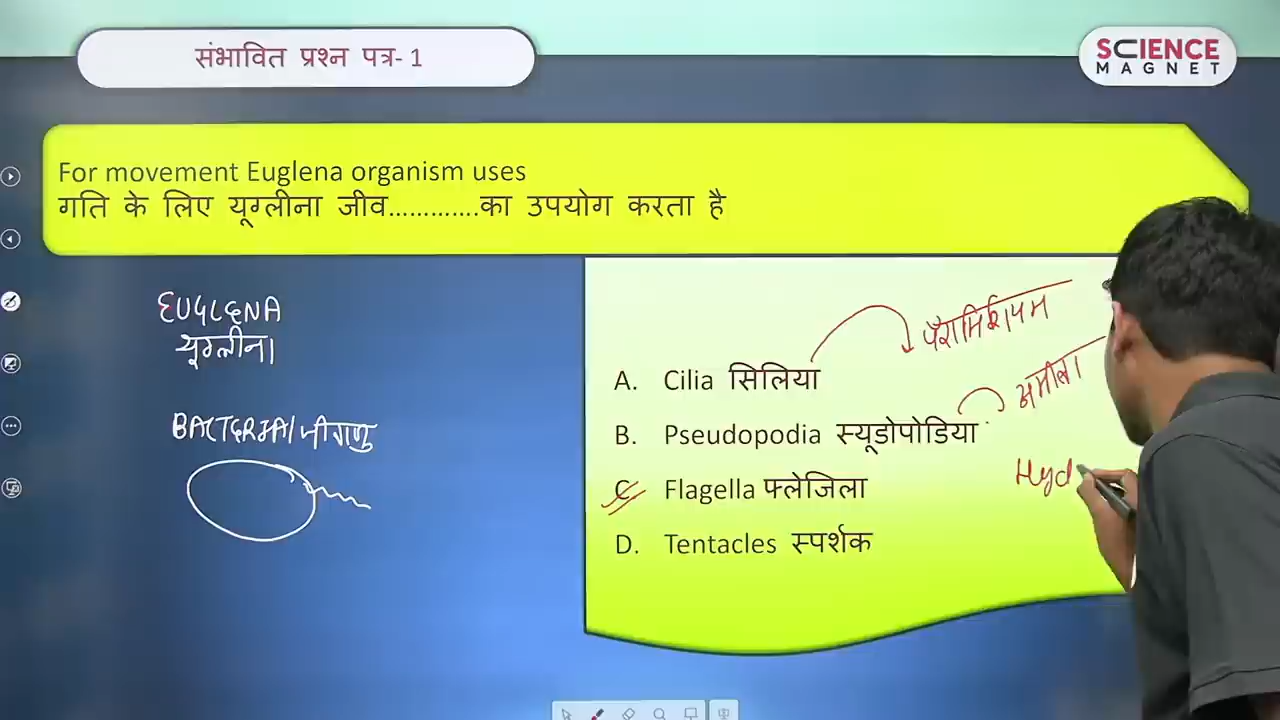 संभावित प्रश्न पत्र- 1
SCIENCE
MAGNET
For movement Euglena organism uses
गति के लिए यूग्लीना जीव.............का उपयोग करता है
EUGLENA
यूग्लीना
BACTERIA/जीवाणु
A. Cilia सिलिया
पैरामिशियम
B. Pseudopodia स्यूडोपोडिया
अमीबा
C. Flagella फ्लेजिला
Hyd
D. Tentacles स्पर्शक